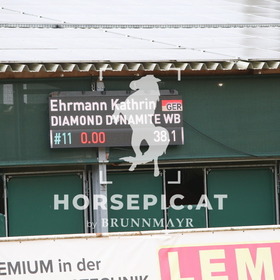 Ehrmann Kathrin GER
DIAMOND DYNAMITE WB
#11 0.00 38.1
HORSEPIC.AT
by BRUNNMAYR
EMIUM in der
LEM